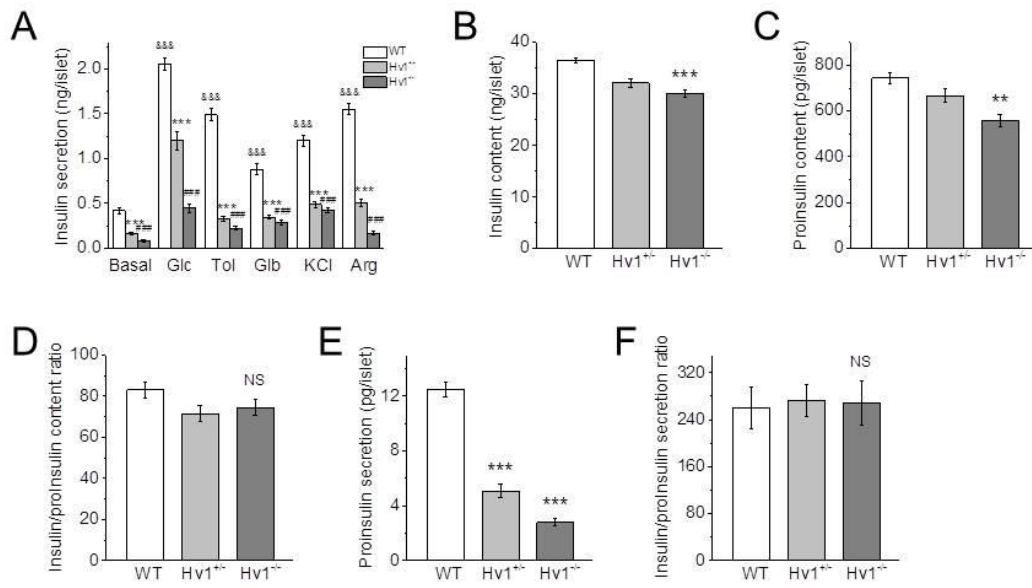 A
Insulin secretion (ng/islet)
2.0
1.5
1.0
0.5
0.0
&&&
&&&
&&&
&&&
&&&
***
***
***
***
***
***
###
###
###
###
###
###
WT
Basal Glc Tol Glb KCl Arg
B
Insulin content (ng/islet)
40
30
20
10
0
***
WT Hv1+/- Hv1-/-
C
Proinsulin content (pg/islet)
800
600
400
200
0
**
WT Hv1+/- Hv1-/-
D
Insulin/proInsulin content ratio
100
80
60
40
20
0
NS
WT Hv1+/- Hv1-/-
E
Proinsulin secretion (pg/islet)
12
8
4
0
***
***
WT Hv1+/- Hv1-/-
F
Insulin/proInsulin secretion ratio
320
240
160
80
0
NS
WT Hv1+/- Hv1-/-